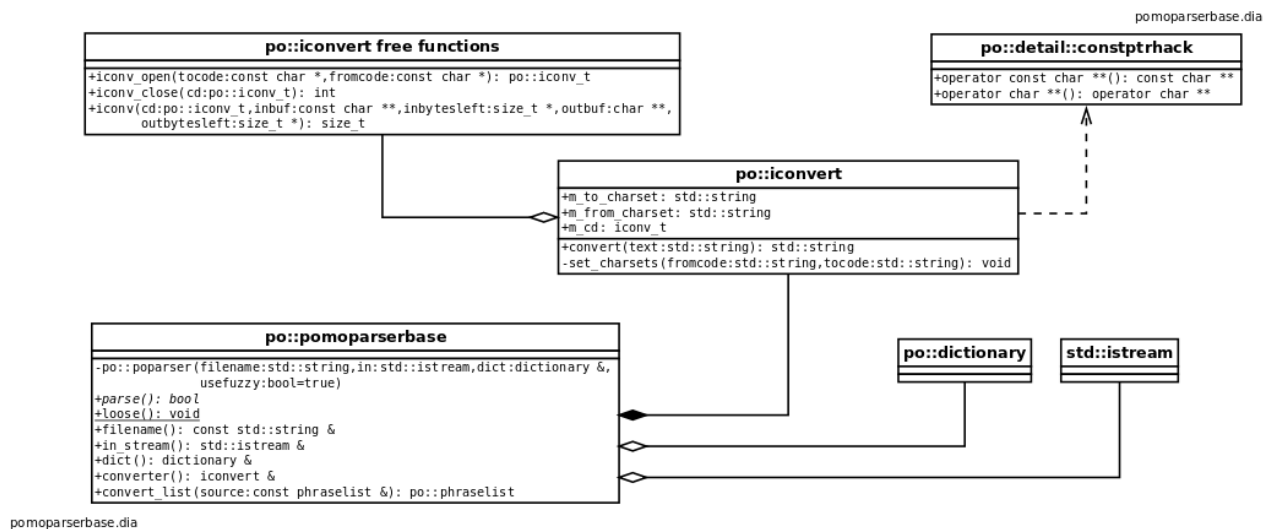 pomoparserbase.dia
po::iconvert free functions
+iconv_open(tocode:const char *,fromcode:const char *): po::iconv_t
+iconv_close(cd:po::iconv_t): int
+iconv(cd:po::iconv_t,inbuf:const char **,inbytesleft:size_t *,outbuf:char **,
outbytesleft:size_t *): size_t
po::detail::constptrhack
+operator const char **(): const char **
+operator char **(): operator char **
po::iconvert
+m_to_charset: std::string
+m_from_charset: std::string
+m_cd: iconv_t
+convert(text:std::string): std::string
-set_charsets(fromcode:std::string,tocode:std::string): void
po::pomoparserbase
-po::poparser(filename:std::string,in:std::istream,dict:dictionary &,
usefuzzy:bool=true)
+parse(): bool
+loose(): void
+filename(): const std::string &
+in_stream(): std::istream &
+dict(): dictionary &
+converter(): iconvert &
+convert_list(source:const phraselist &): po::phraselist
po::dictionary
std::istream
pomoparserbase.dia